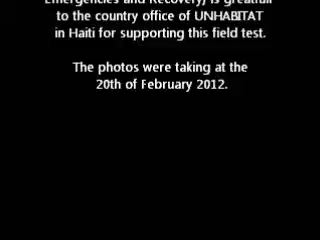 Emergencies and Recovery) is greatfull
to the country office of UNHABITAT
in Haiti for supporting this field test.
The photos were taking at the
20th of February 2012.